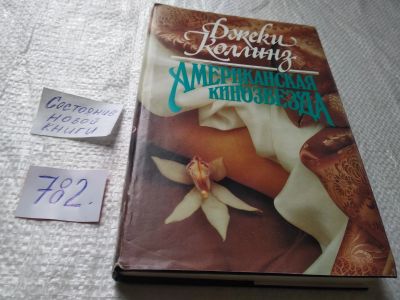 Джеки
Коллинз
АМЕРИКАНСКАЯ
КИНОЗВЕЗДА
СОСТОЯНИЕ
НОВОЙ
КНИГИ
782.